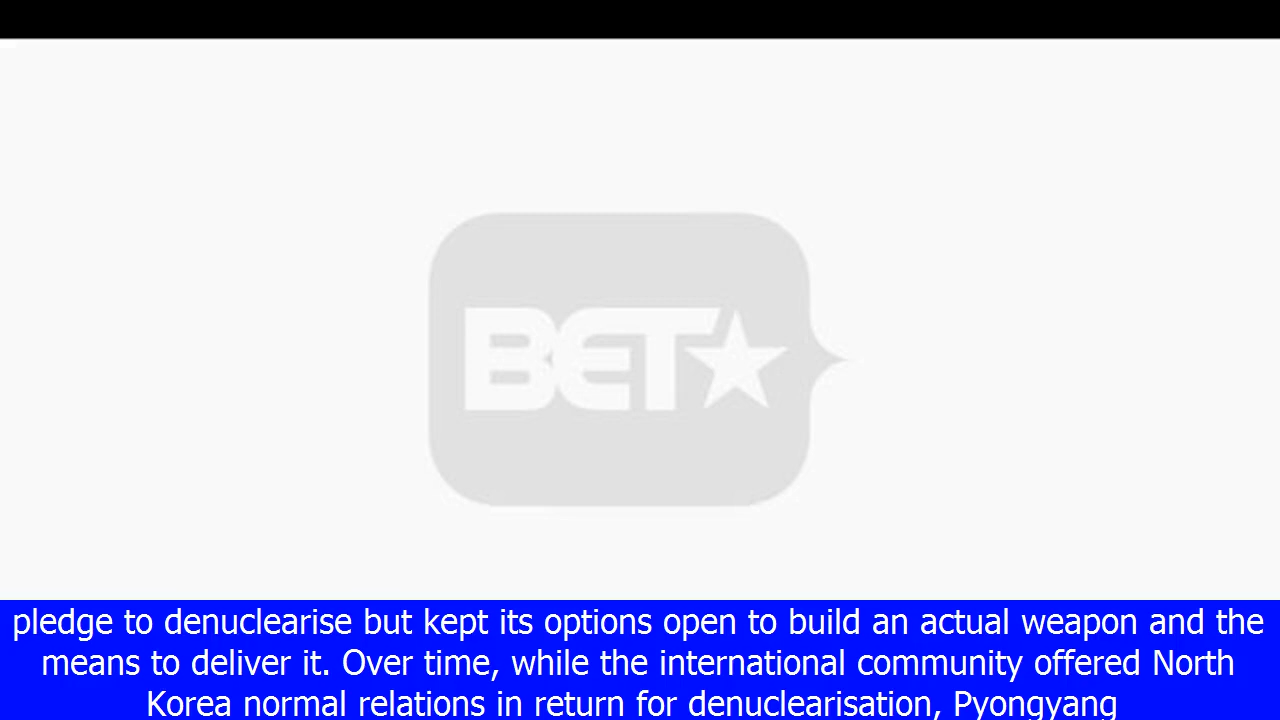 BET
pledge to denuclearise but kept its options open to build an actual weapon and the
means to deliver it. Over time, while the international community offered North
Korea normal relations in return for denuclearisation, Pyongyang